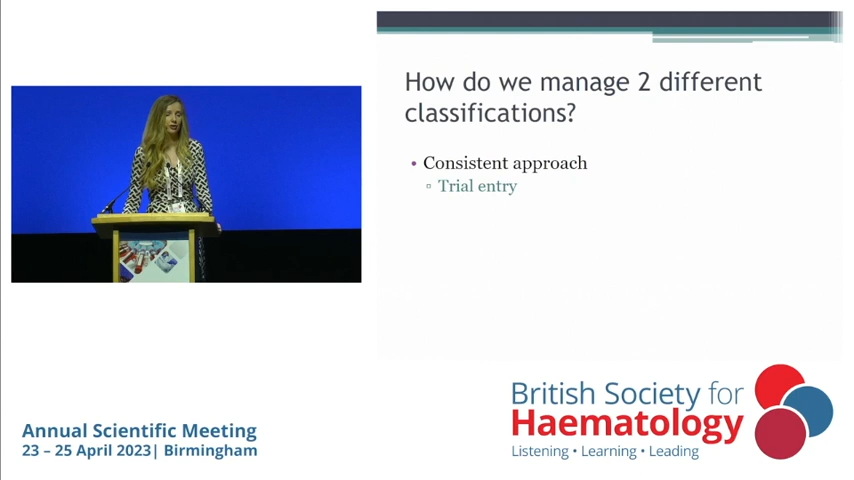 How do we manage 2 different
classifications?
• Consistent approach
▫ Trial entry
Annual Scientific Meeting
23 – 25 April 2023| Birmingham
British Society for
Haematology
Listening • Learning • Leading